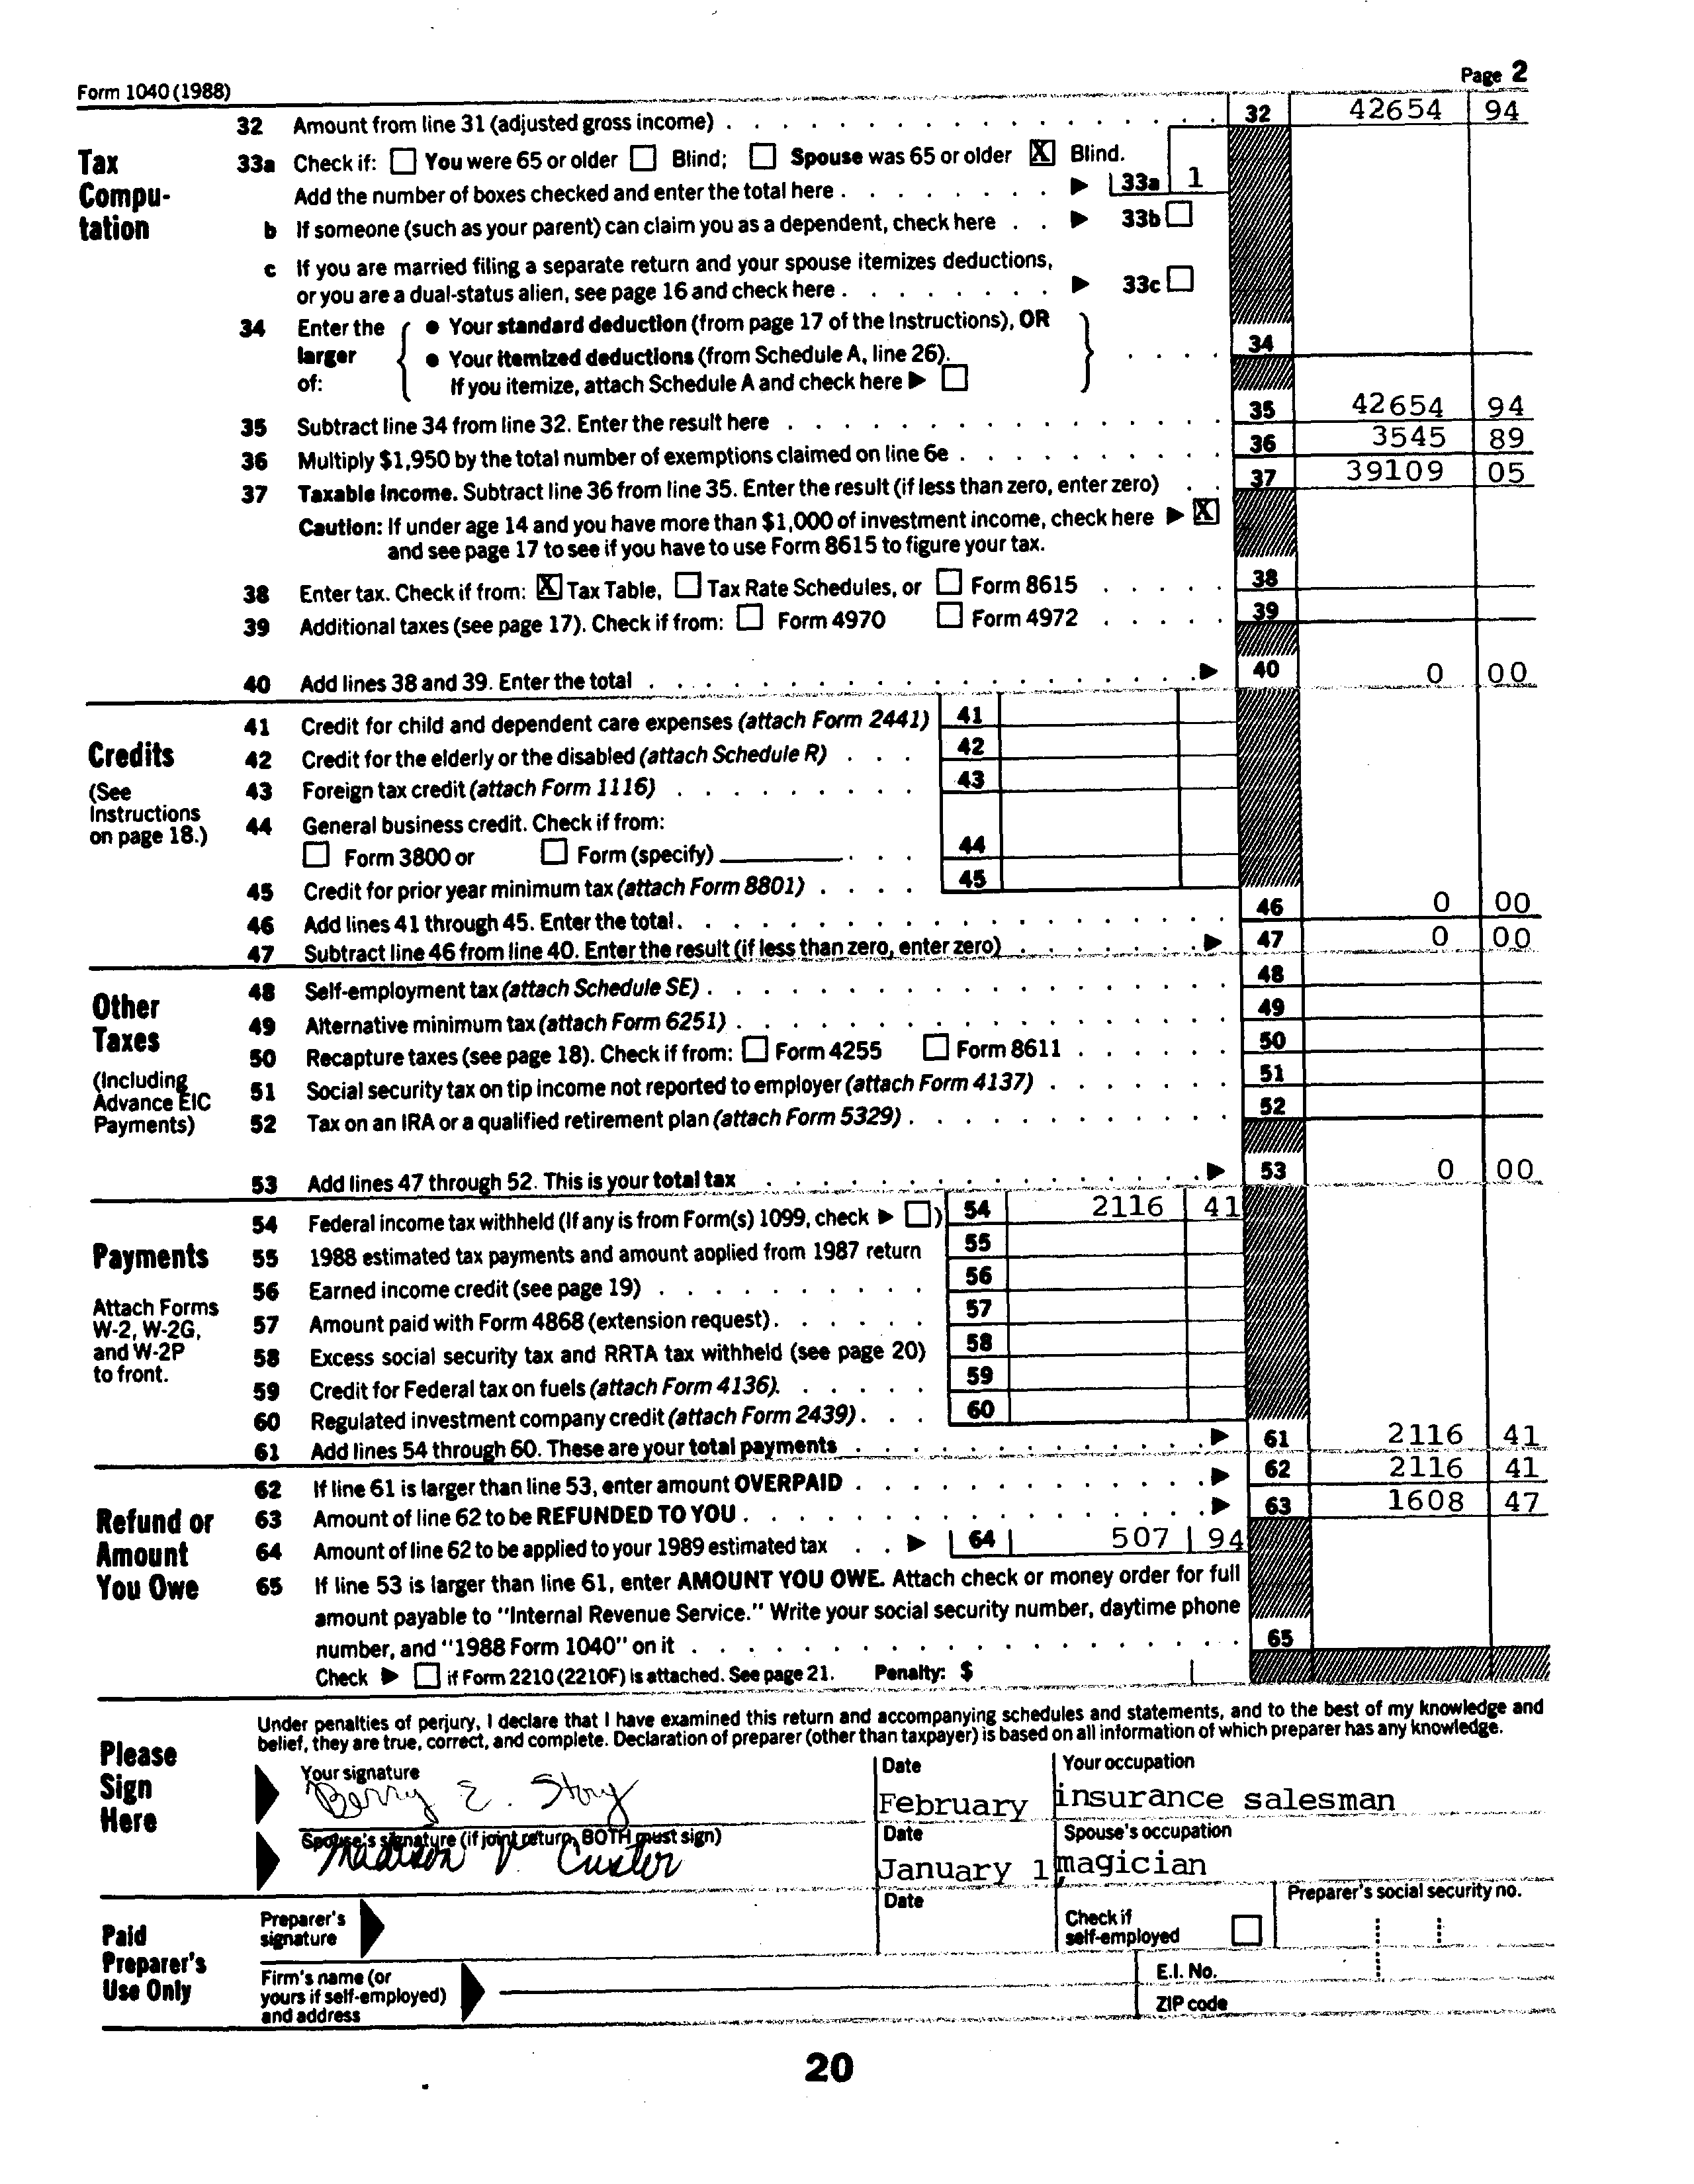 Form 1040 (1988) Page 2
32 Amount from line 31 (adjusted gross income) . . . 32 42654 94
Tax Compu-tation
33a Check if: You were 65 or older Blind; Spouse was 65 or older X Blind.
Add the number of boxes checked and enter the total here . . . 33a 1
b If someone (such as your parent) can claim you as a dependent, check here . . 33b
c If you are married filing a separate return and your spouse itemizes deductions,
or you are a dual-status alien, see page 16 and check here . . . 33c
34 Enter the larger of: { ● Your standard deduction (from page 17 of the Instructions), OR
● Your itemized deductions (from Schedule A, line 26). } . . . . 34
If you itemize, attach Schedule A and check here
35 Subtract line 34 from line 32. Enter the result here . . . 35 42654 94
36 Multiply $1,950 by the total number of exemptions claimed on line 6e . . . 36 3545 89
37 Taxable income. Subtract line 36 from line 35. Enter the result (if less than zero, enter zero) . . 37 39109 05
Caution: If under age 14 and you have more than $1,000 of investment income, check here X
and see page 17 to see if you have to use Form 8615 to figure your tax.
38 Enter tax. Check if from: X Tax Table, Tax Rate Schedules, or Form 8615 . . . 38
39 Additional taxes (see page 17). Check if from: Form 4970 Form 4972 . . . 39
40 Add lines 38 and 39. Enter the total . . . 40 0 00
Credits
(See Instructions on page 18.)
41 Credit for child and dependent care expenses (attach Form 2441) 41
42 Credit for the elderly or the disabled (attach Schedule R) . . . 42
43 Foreign tax credit (attach Form 1116) . . . 43
44 General business credit. Check if from:
Form 3800 or Form (specify) . . . 44
45 Credit for prior year minimum tax (attach Form 8801) . . . . 45
46 Add lines 41 through 45. Enter the total . . . 46 0 00
47 Subtract line 46 from line 40. Enter the result (if less than zero, enter zero) . . . 47 0 00
Other Taxes
(Including Advance EIC Payments)
48 Self-employment tax (attach Schedule SE) . . . 48
49 Alternative minimum tax (attach Form 6251) . . . 49
50 Recapture taxes (see page 18). Check if from: Form 4255 Form 8611 . . . 50
51 Social security tax on tip income not reported to employer (attach Form 4137) . . . 51
52 Tax on an IRA or a qualified retirement plan (attach Form 5329) . . . 52
53 Add lines 47 through 52. This is your total tax . . . 53 0 00
Payments
Attach Forms W-2, W-2G, and W-2P to front.
54 Federal income tax withheld (If any is from Form(s) 1099, check ) 54 2116 41
55 1988 estimated tax payments and amount applied from 1987 return 55
56 Earned income credit (see page 19) . . . 56
57 Amount paid with Form 4868 (extension request) . . . 57
58 Excess social security tax and RRTA tax withheld (see page 20) 58
59 Credit for Federal tax on fuels (attach Form 4136). . . . 59
60 Regulated investment company credit (attach Form 2439) . . . 60
61 Add lines 54 through 60. These are your total payments . . . 61 2116 41
Refund or Amount You Owe
62 If line 61 is larger than line 53, enter amount OVERPAID . . . 62 2116 41
63 Amount of line 62 to be REFUNDED TO YOU . . . 63 1608 47
64 Amount of line 62 to be applied to your 1989 estimated tax . . 64 507 94
65 If line 53 is larger than line 61, enter AMOUNT YOU OWE. Attach check or money order for full
amount payable to "Internal Revenue Service." Write your social security number, daytime phone
number, and "1988 Form 1040" on it . . . 65
Check if Form 2210 (2210F) is attached. See page 21. Penalty: $
Please Sign Here
Under penalties of perjury, I declare that I have examined this return and accompanying schedules and statements, and to the best of my knowledge and
belief, they are true, correct, and complete. Declaration of preparer (other than taxpayer) is based on all information of which preparer has any knowledge.
Your signature Date Your occupation
Berry E. Story February insurance salesman
Spouse's signature (if joint return, BOTH must sign) Date Spouse's occupation
Madison V. Custer January 1, magician
Paid Preparer's Use Only
Preparer's signature Date Check if self-employed Preparer's social security no.
Firm's name (or yours if self-employed) and address E.I. No.
ZIP code
20